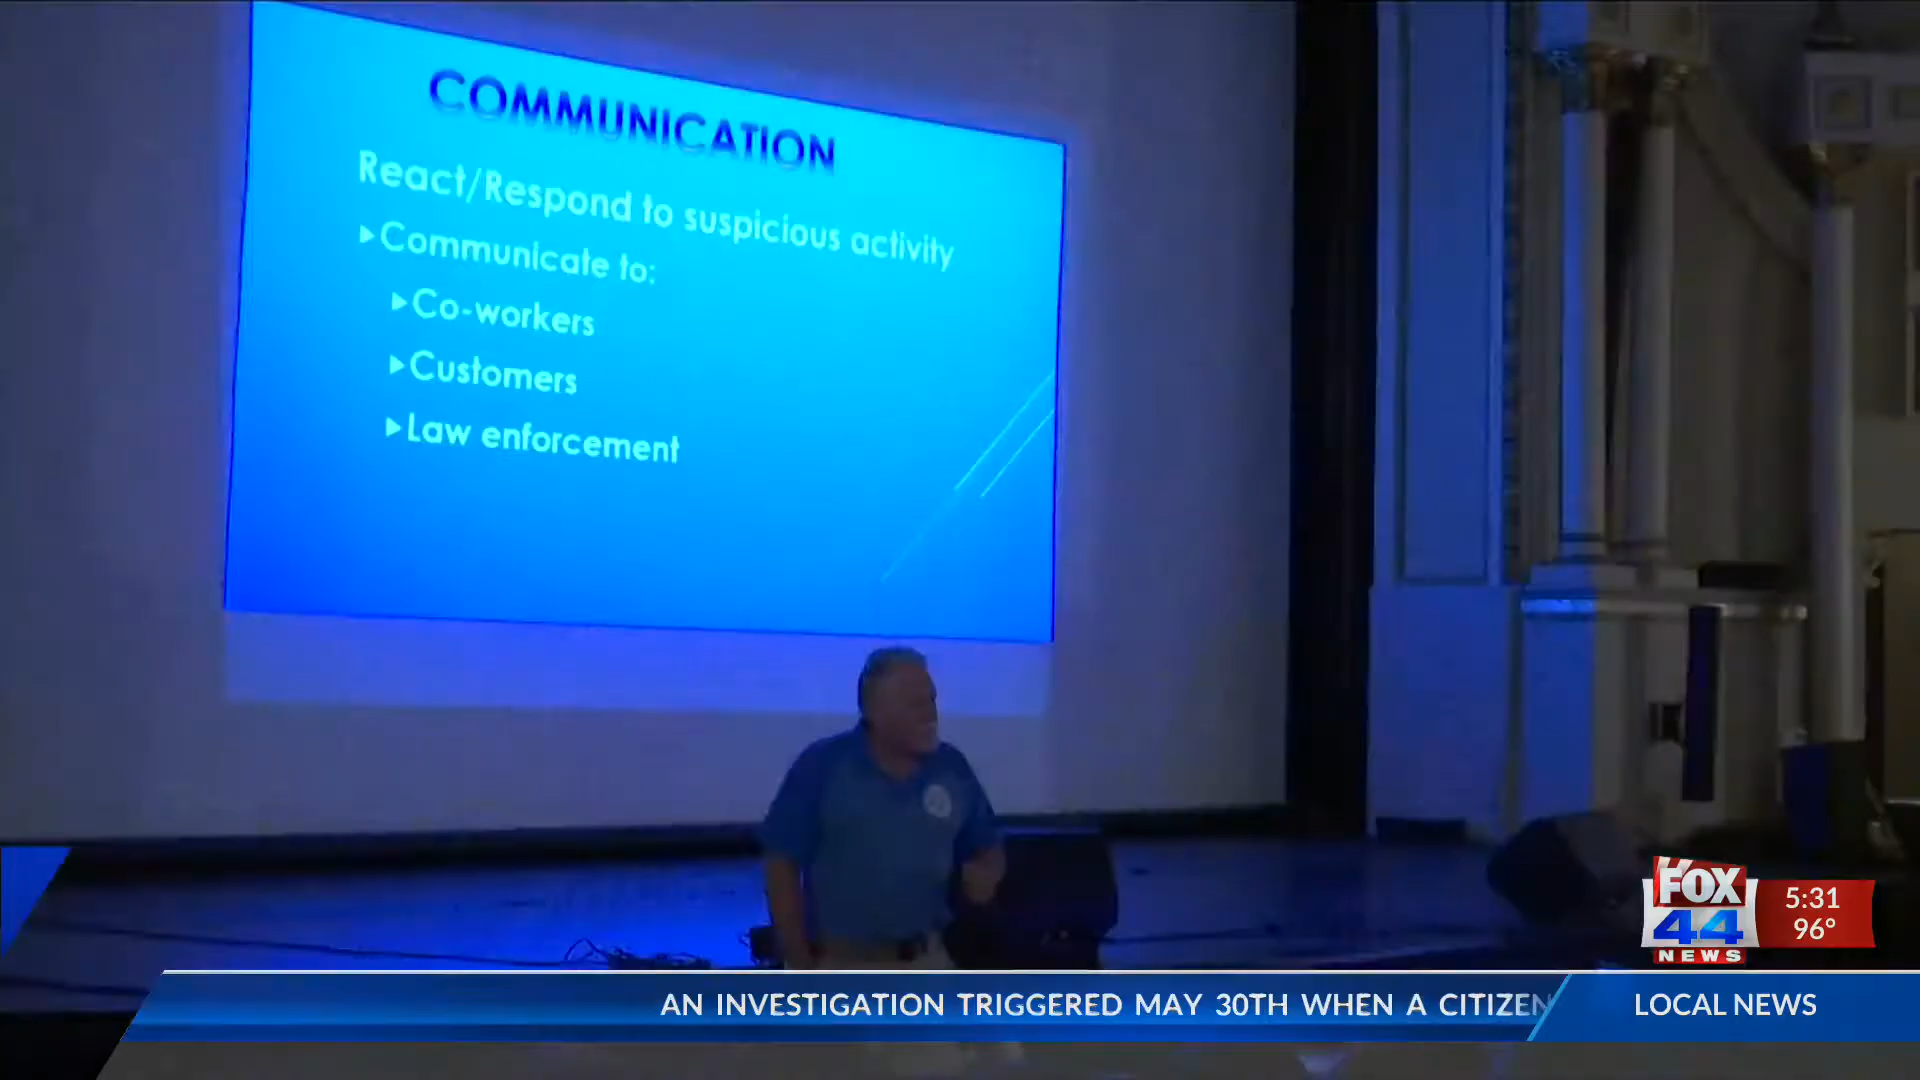 COMMUNICATION
React/Respond to suspicious activity
Communicate to:
Co-workers
Customers
Law enforcement
FOX
44
NEWS
5:31
96°
AN INVESTIGATION TRIGGERED MAY 30TH WHEN A CITIZEN
LOCAL NEWS